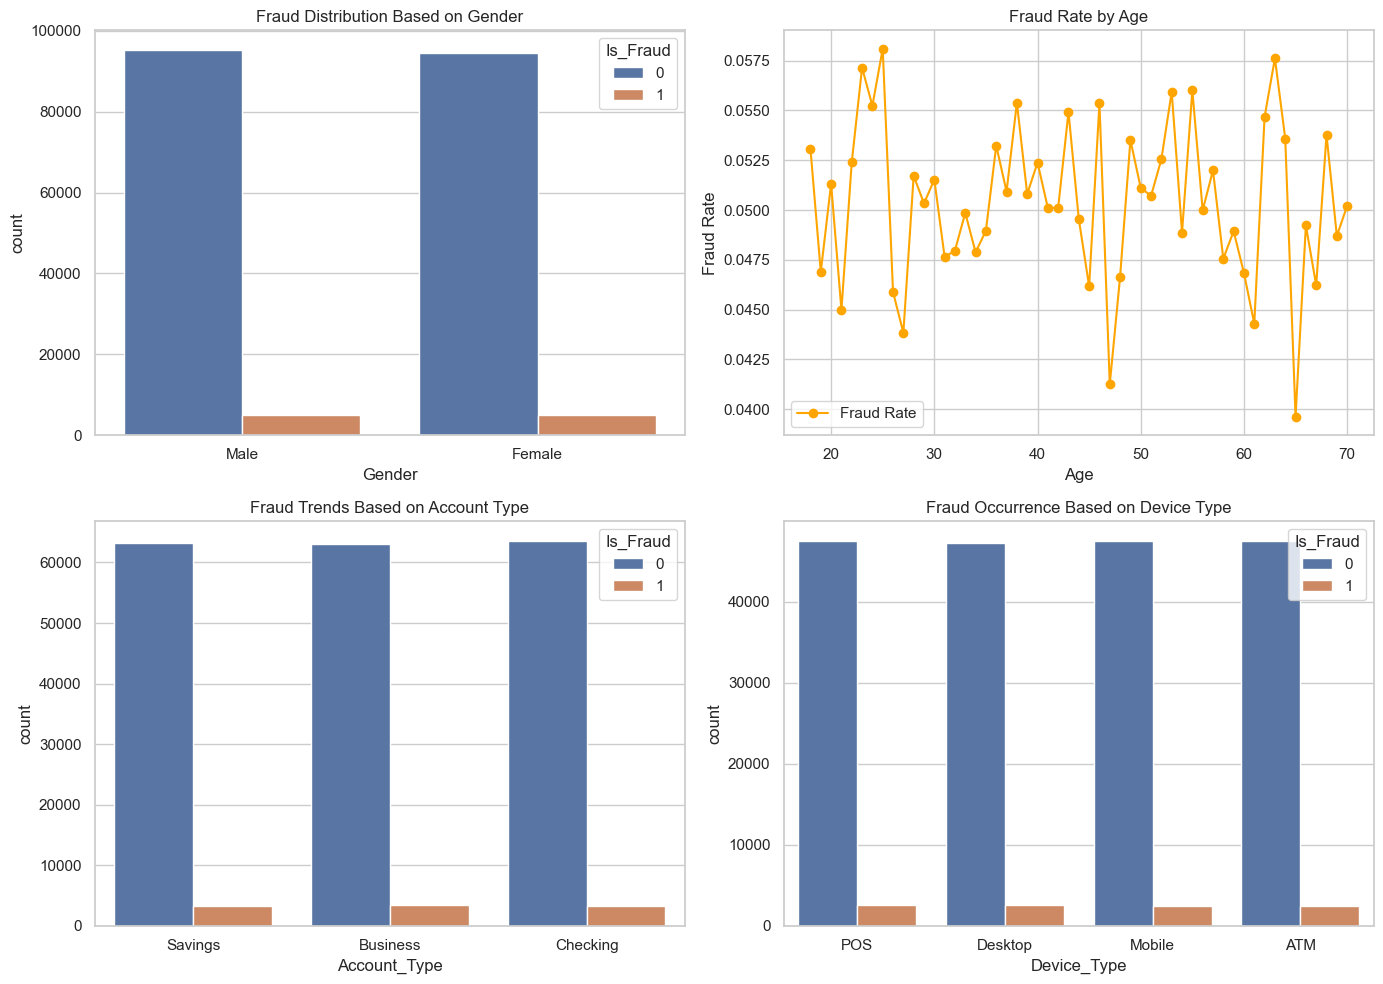 Fraud Distribution Based on Gender
100000
80000
60000
40000
20000
0
count
Is_Fraud
0
1
Male Female
Gender
Fraud Rate by Age
0.0575
0.0550
0.0525
0.0500
0.0475
0.0450
0.0425
0.0400
Fraud Rate
Fraud Rate
20 30 40 50 60 70
Age
Fraud Trends Based on Account Type
60000
50000
40000
30000
20000
10000
0
count
Is_Fraud
0
1
Savings Business Checking
Account_Type
Fraud Occurrence Based on Device Type
40000
30000
20000
10000
0
count
Is_Fraud
0
1
POS Desktop Mobile ATM
Device_Type